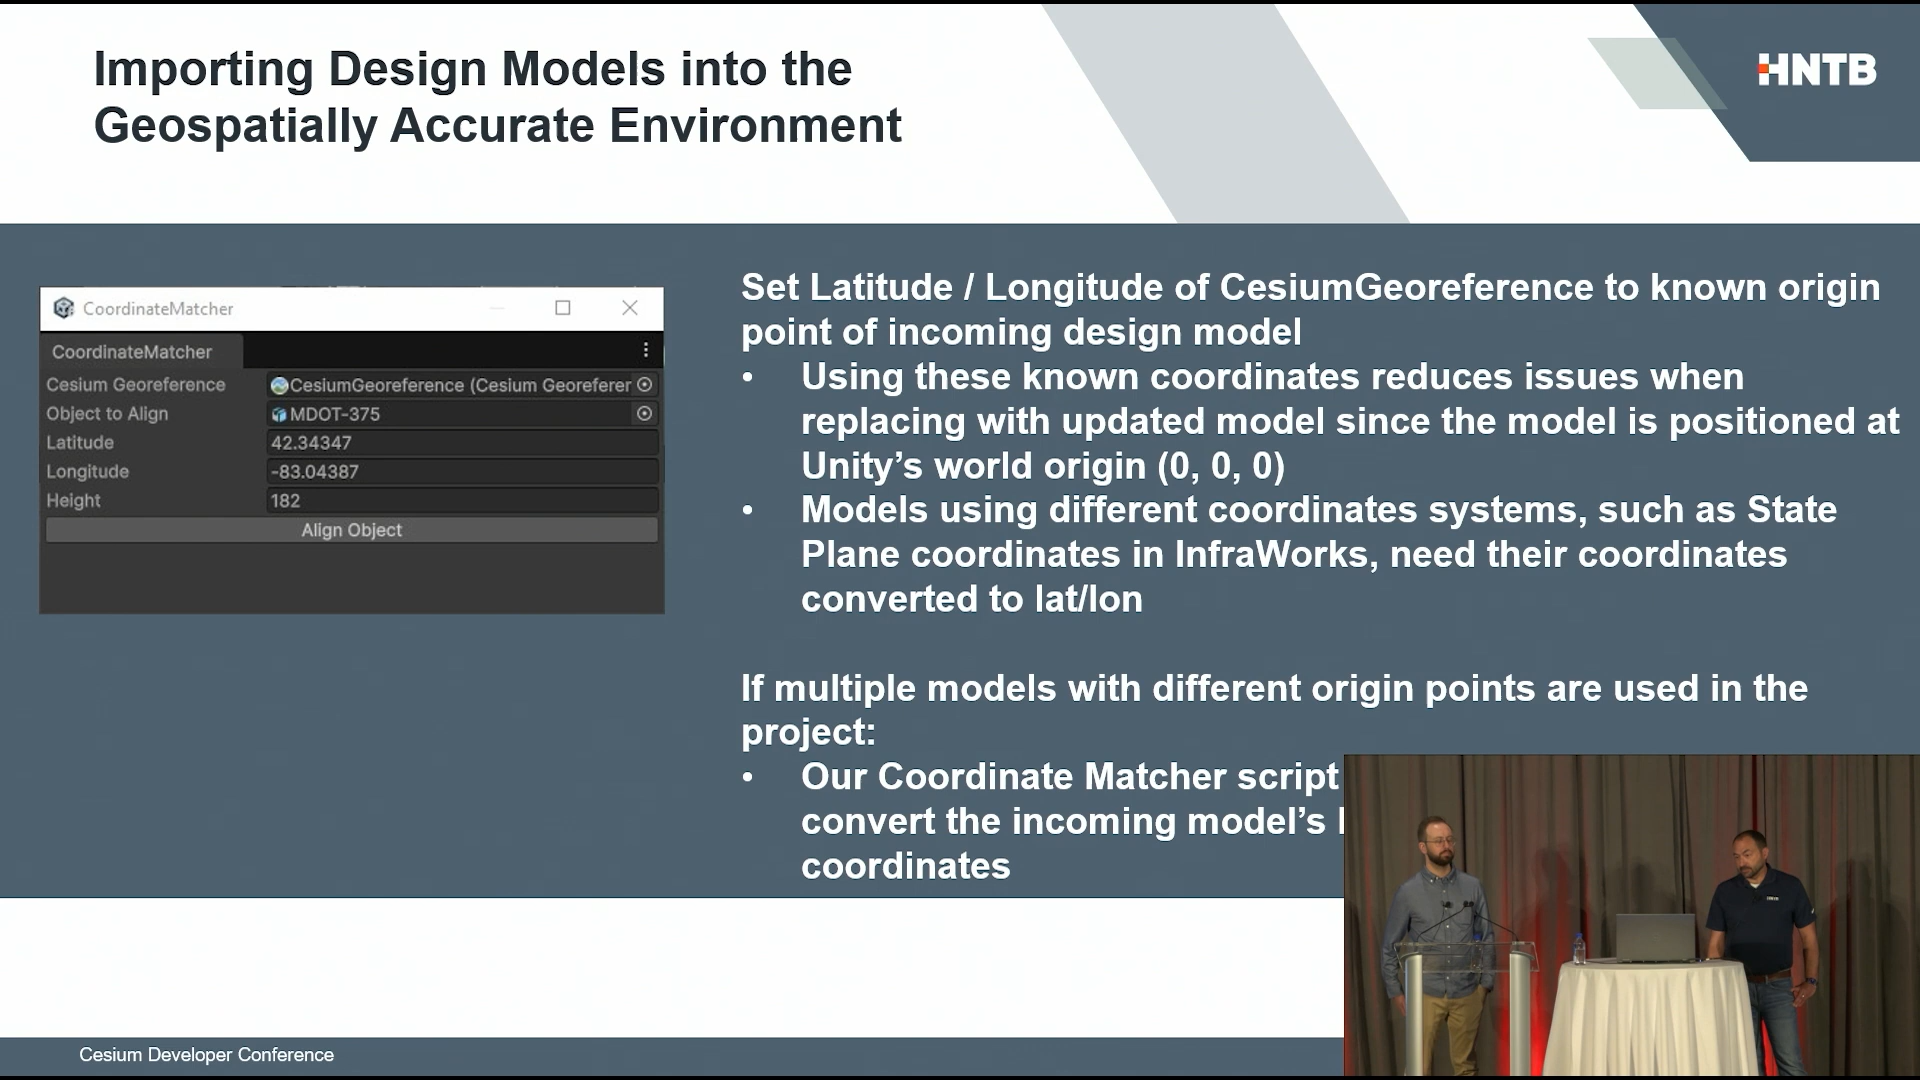 Importing Design Models into the
Geospatially Accurate Environment
HNTB
CoordinateMatcher
CoordinateMatcher
Cesium Georeference
CesiumGeoreference (Cesium Georeferer
Object to Align
MDOT-375
Latitude
42.34347
Longitude
-83.04387
Height
182
Align Object
Set Latitude / Longitude of CesiumGeoreference to known origin
point of incoming design model
• Using these known coordinates reduces issues when
replacing with updated model since the model is positioned at
Unity’s world origin (0, 0, 0)
• Models using different coordinates systems, such as State
Plane coordinates in InfraWorks, need their coordinates
converted to lat/lon
If multiple models with different origin points are used in the
project:
• Our Coordinate Matcher script
convert the incoming model’s
coordinates
Cesium Developer Conference